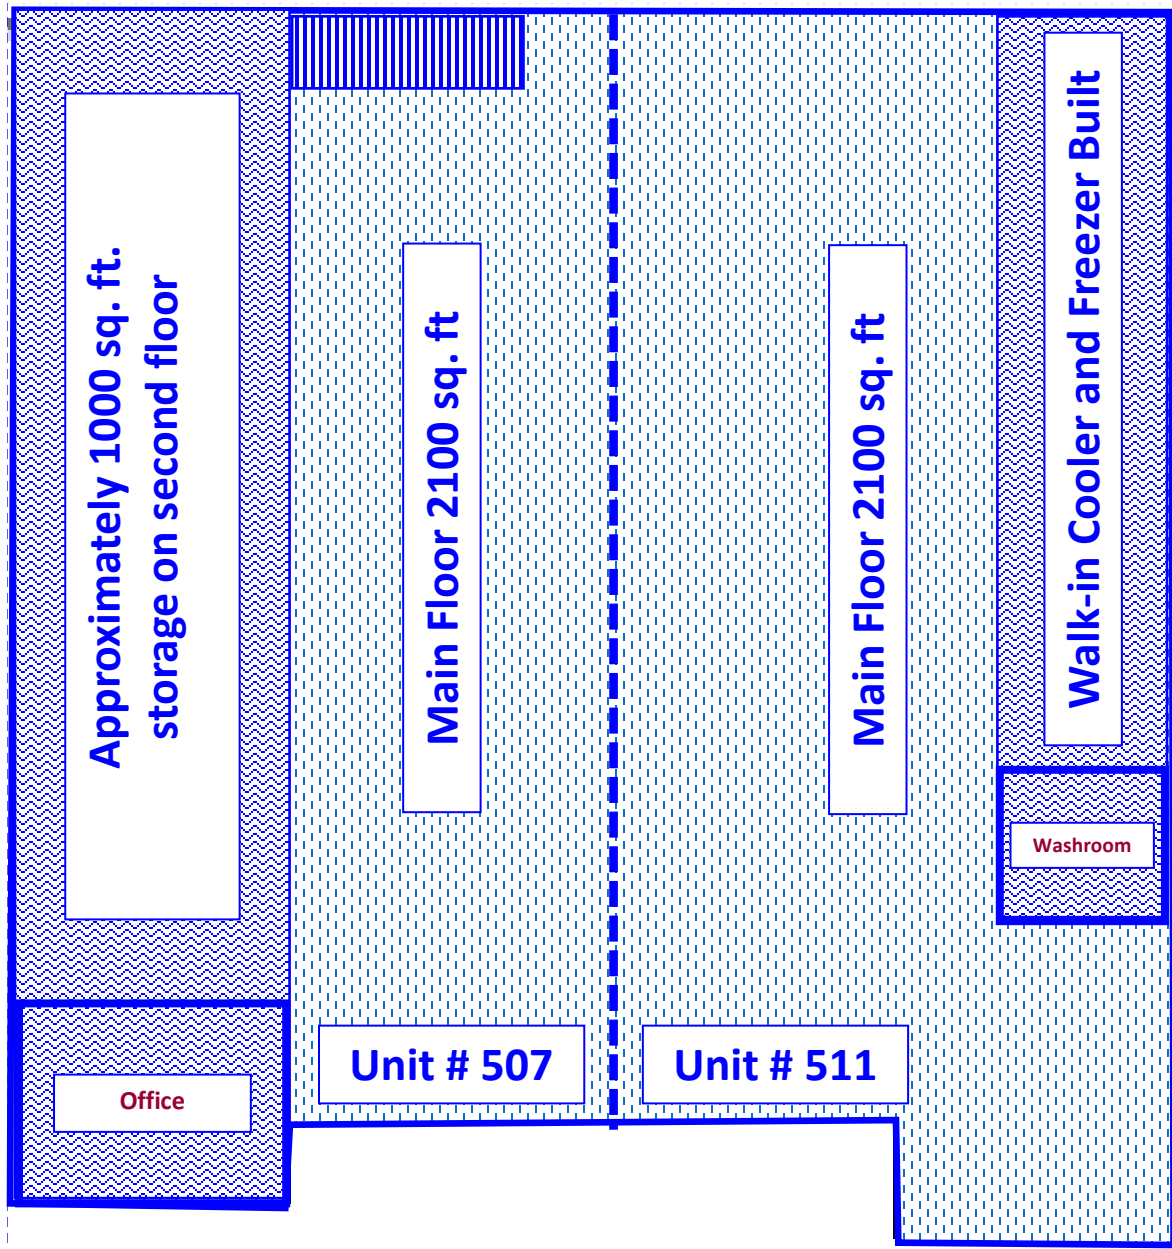 Approximately 1000 sq. ft.
storage on second floor
Main Floor 2100 sq. ft
Main Floor 2100 sq. ft
Walk-in Cooler and Freezer Built
Washroom
Unit # 507
Unit # 511
Office